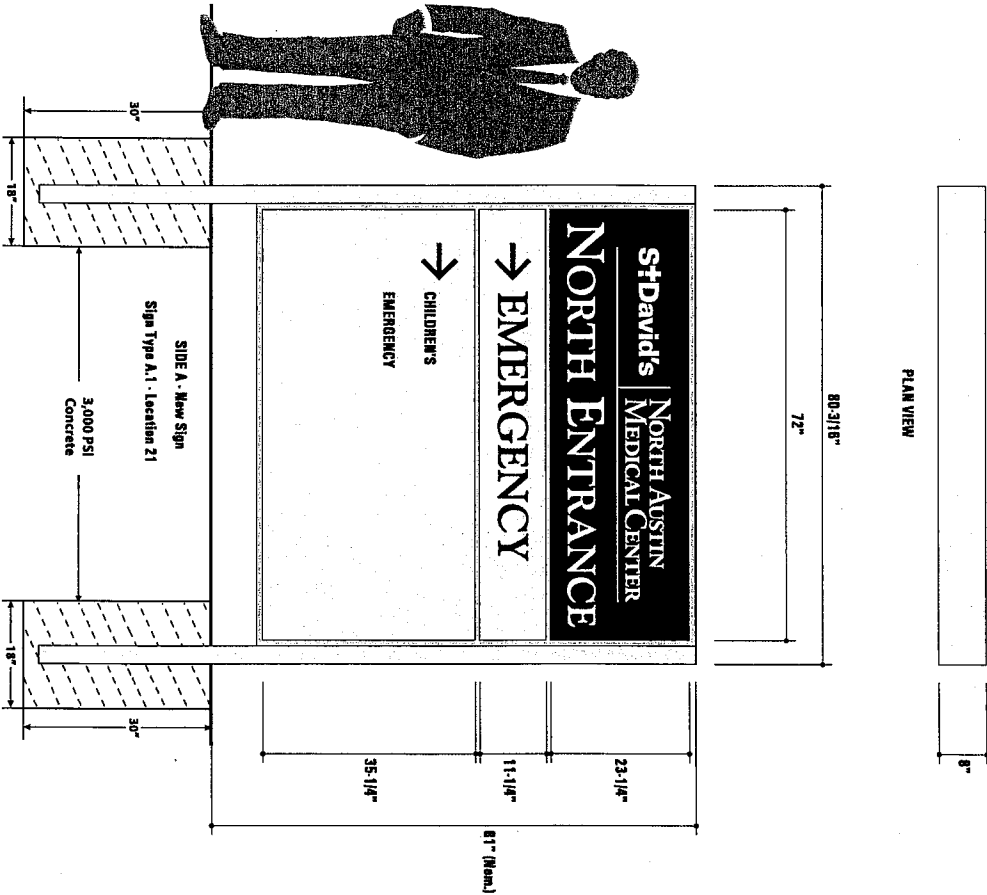 PLAN VIEW
8"
80-3/16"
72"
St David's
NORTH AUSTIN
MEDICAL CENTER
NORTH ENTRANCE
EMERGENCY
CHILDREN'S
EMERGENCY
23-1/4"
11-1/4"
35-1/4"
81" (Nom.)
SIDE A - New Sign
Sign Type A.1 - Location 21
3,000 PSI
Concrete
30"
18"
18"
30"